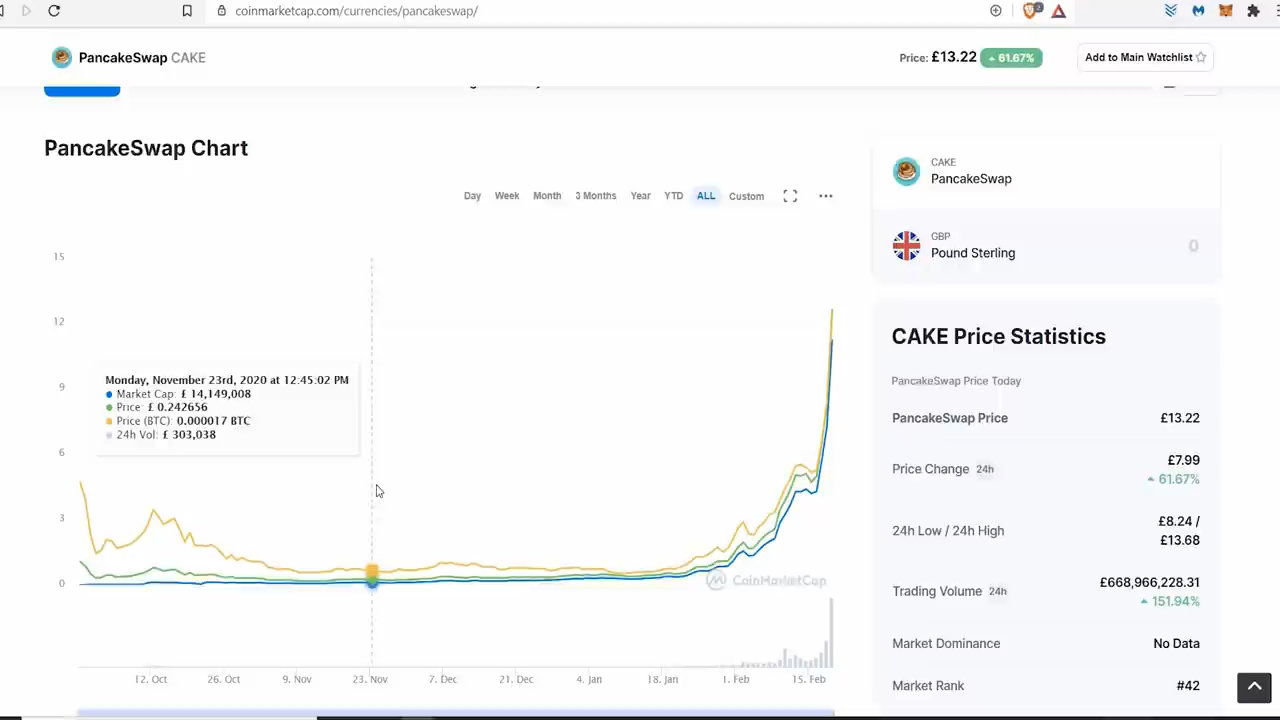 coinmarketcap.com/currencies/pancakeswap/
2
PancakeSwap CAKE
Price: £13.22
61.67%
Add to Main Watchlist
PancakeSwap Chart
Day Week Month 3 Months Year YTD ALL Custom
CAKE
PancakeSwap
GBP
Pound Sterling
0
15
12
9
6
3
0
Monday, November 23rd, 2020 at 12:45:02 PM
Market Cap: £ 14,149,008
Price: £ 0.242656
Price (BTC): 0.000017 BTC
24h Vol: £ 303,038
CoinMarketCap
12. Oct 26. Oct 9. Nov 23. Nov 7. Dec 21. Dec 4. Jan 18. Jan 1. Feb 15. Feb
CAKE Price Statistics
PancakeSwap Price Today
PancakeSwap Price £13.22
Price Change 24h £7.99
61.67%
24h Low / 24h High £8.24 /
£13.68
Trading Volume 24h £668,966,228.31
151.94%
Market Dominance No Data
Market Rank #42